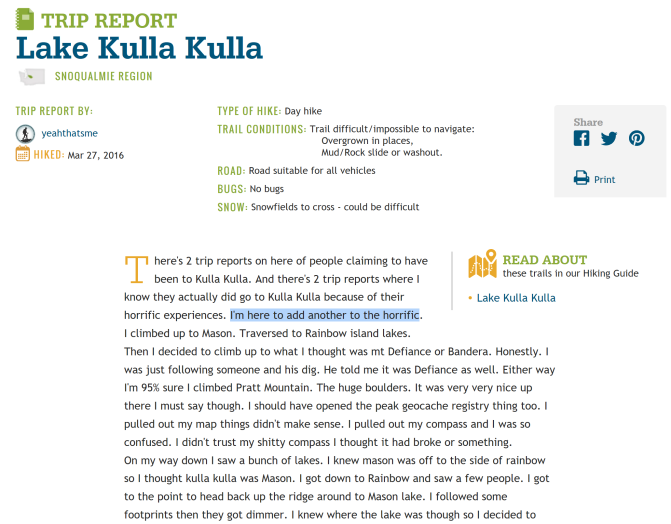 TRIP REPORT
Lake Kulla Kulla
SNOQUALMIE REGION
TRIP REPORT BY:
yeahthatsme
HIKED: Mar 27, 2016
TYPE OF HIKE: Day hike
TRAIL CONDITIONS: Trail difficult/impossible to navigate:
Overgrown in places,
Mud/Rock slide or washout.
ROAD: Road suitable for all vehicles
BUGS: No bugs
SNOW: Snowfields to cross - could be difficult
Share
Print
There's 2 trip reports on here of people claiming to have
been to Kulla Kulla. And there's 2 trip reports where I
know they actually did go to Kulla Kulla because of their
horrific experiences. I'm here to add another to the horrific.
I climbed up to Mason. Traversed to Rainbow island lakes.
Then I decided to climb up to what I thought was mt Defiance or Bandera. Honestly. I
was just following someone and his dig. He told me it was Defiance as well. Either way
I'm 95% sure I climbed Pratt Mountain. The huge boulders. It was very very nice up
there I must say though. I should have opened the peak geocache registry thing too. I
pulled out my map things didn't make sense. I pulled out my compass and I was so
confused. I didn't trust my shitty compass I thought it had broke or something.
On my way down I saw a bunch of lakes. I knew mason was off to the side of rainbow
so I thought kulla kulla was Mason. I got down to Rainbow and saw a few people. I got
to the point to head back up the ridge around to Mason lake. I followed some
footprints then they got dimmer. I knew where the lake was though so I decided to
READ ABOUT
these trails in our Hiking Guide
• Lake Kulla Kulla